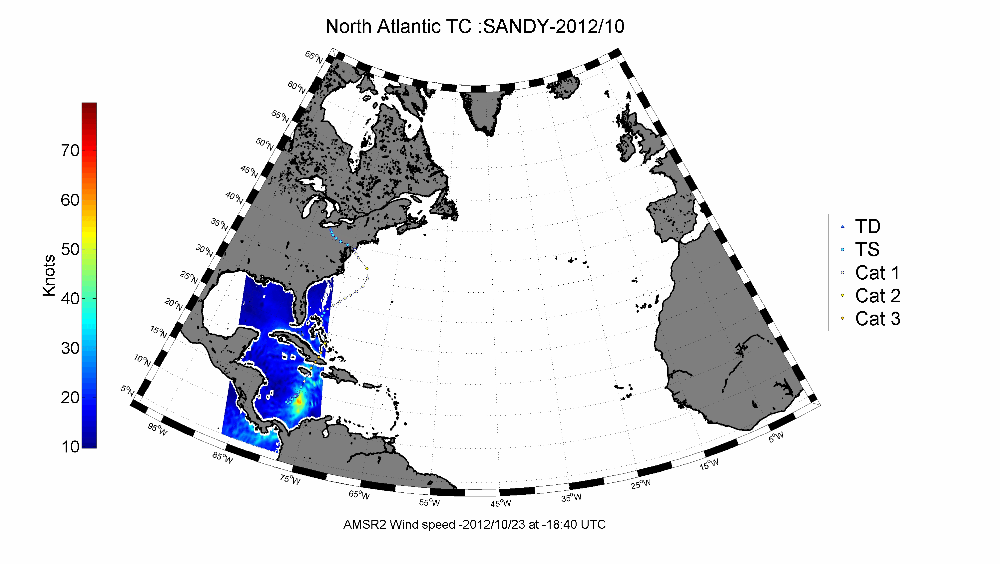 North Atlantic TC :SANDY-2012/10
65°N
60°N
55°N
50°N
45°N
40°N
35°N
30°N
25°N
20°N
15°N
10°N
5°N
95°W
85°W
75°W
65°W
55°W
45°W
35°W
25°W
15°W
5°W
Knots
70
60
50
40
30
20
10
TD
TS
Cat 1
Cat 2
Cat 3
AMSR2 Wind speed -2012/10/23 at -18:40 UTC